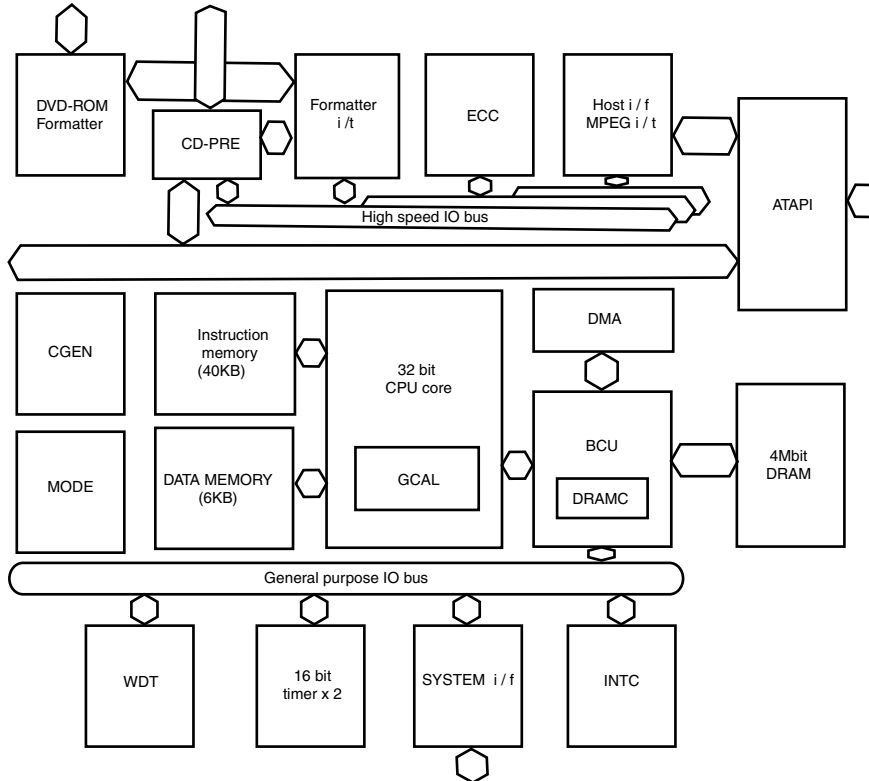 DVD-ROM
Formatter
CD-PRE
Formatter
i /t
ECC
Host i / f
MPEG i / t
ATAPI
High speed IO bus
CGEN
Instruction
memory
(40KB)
32 bit
CPU core
DMA
MODE
DATA MEMORY
(6KB)
GCAL
BCU
DRAMC
4Mbit
DRAM
General purpose IO bus
WDT
16 bit
timer x 2
SYSTEM i / f
INTC